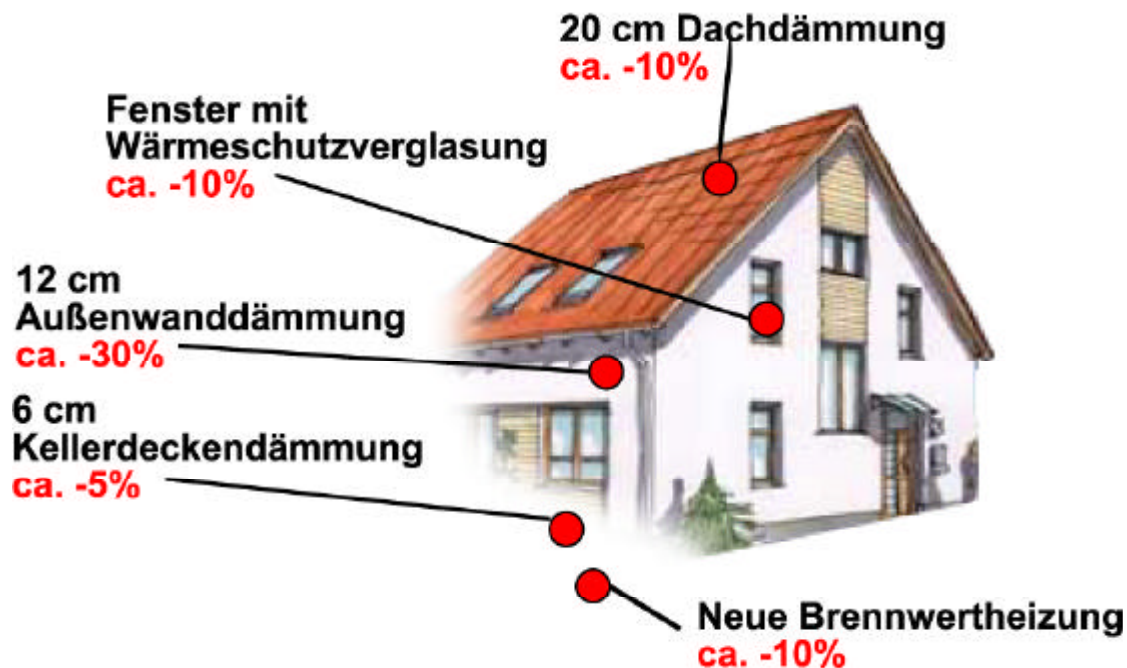 20 cm Dachdämmung
ca. -10%
Fenster mit
Wärmeschutzverglasung
ca. -10%
12 cm
Außenwanddämmung
ca. -30%
6 cm
Kellerdeckendämmung
ca. -5%
Neue Brennwertheizung
ca. -10%